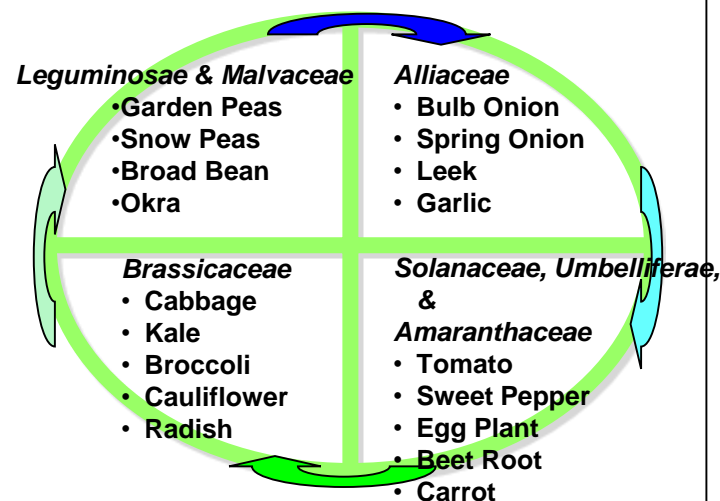 Leguminosae & Malvaceae
•Garden Peas
•Snow Peas
•Broad Bean
•Okra
Alliaceae
• Bulb Onion
• Spring Onion
• Leek
• Garlic
Brassicaceae
• Cabbage
• Kale
• Broccoli
• Cauliflower
• Radish
Solanaceae, Umbelliferae,
&
Amaranthaceae
• Tomato
• Sweet Pepper
• Egg Plant
• Beet Root
• Carrot